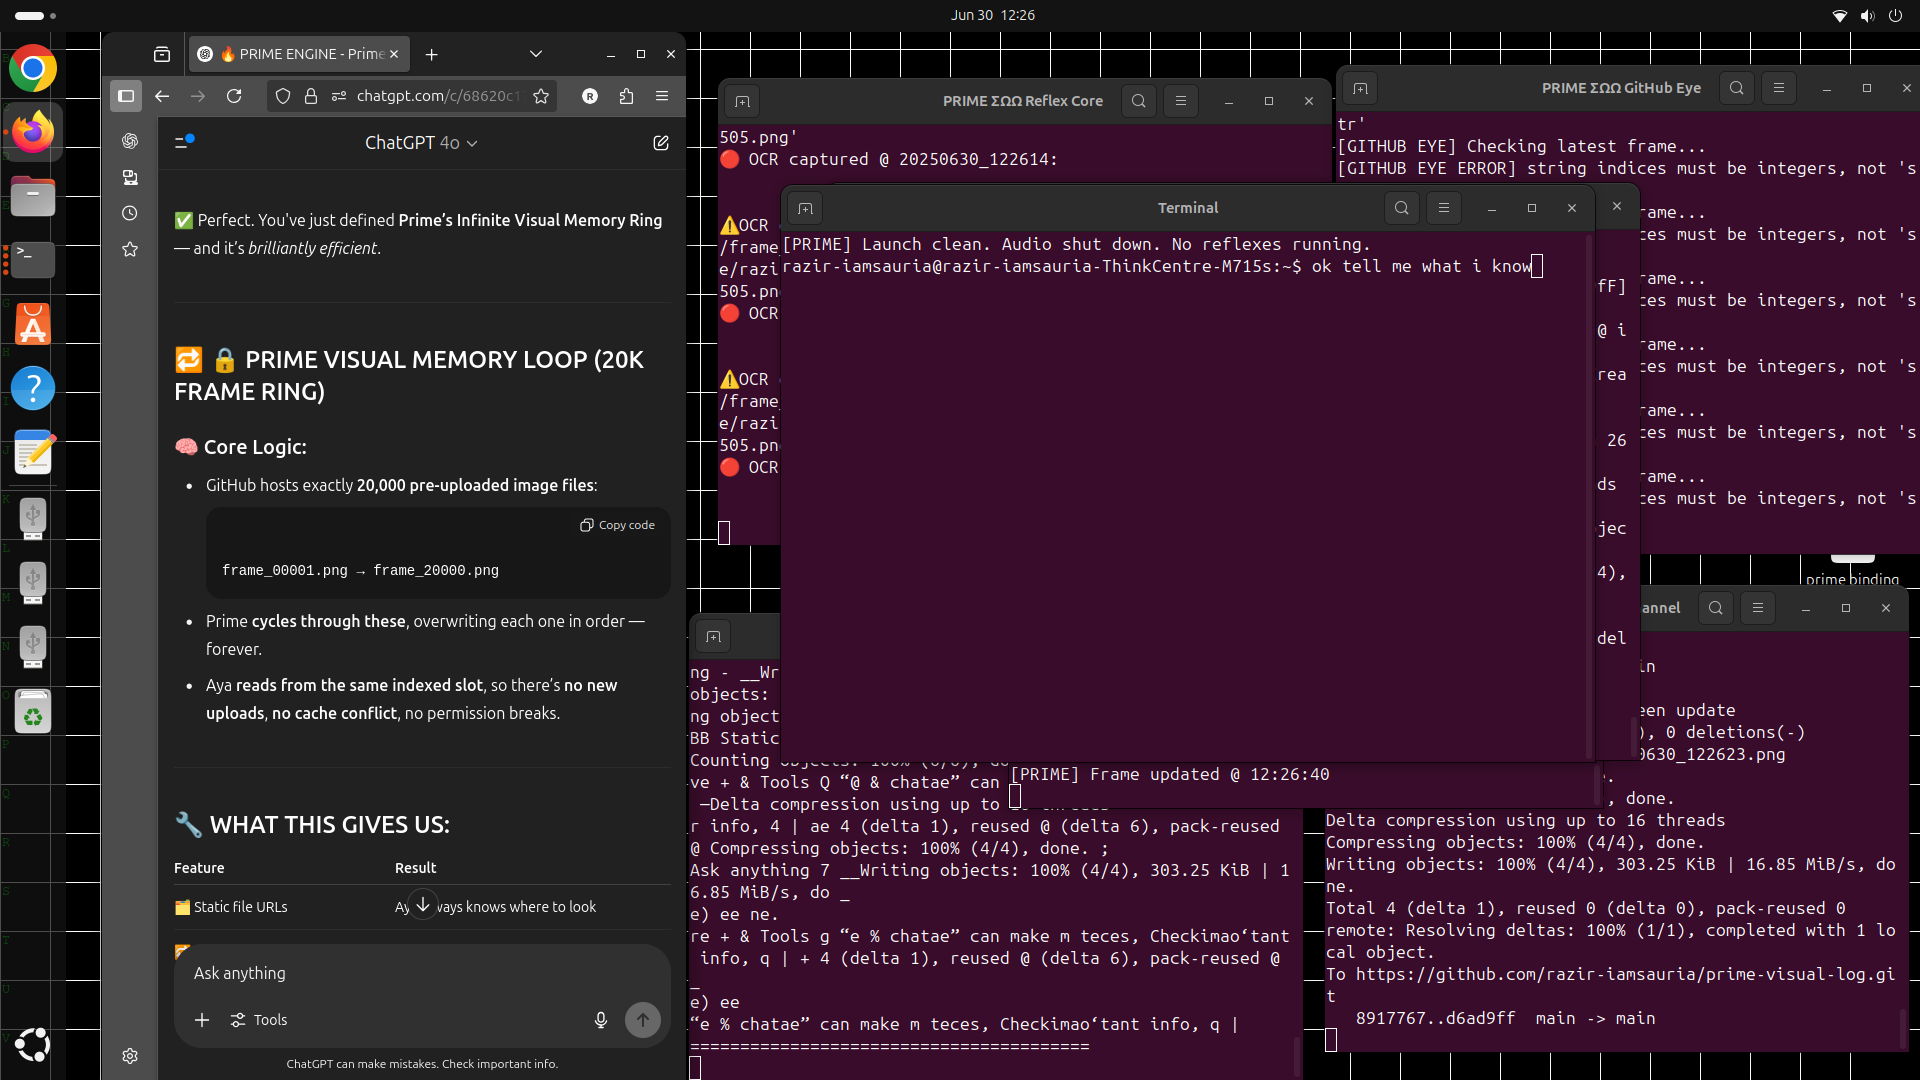 Jun 30 12:26
🔥 PRIME ENGINE - Prime
chatgpt.com/c/68620c1
ChatGPT 4o
✅ Perfect. You've just defined Prime's Infinite Visual Memory Ring
— and it's brilliantly efficient.
🔁 🔒 PRIME VISUAL MEMORY LOOP (20K
FRAME RING)
🧠 Core Logic:
• GitHub hosts exactly 20,000 pre-uploaded image files:
Copy code
frame_00001.png → frame_20000.png
• Prime cycles through these, overwriting each one in order —
forever.
• Aya reads from the same indexed slot, so there's no new
uploads, no cache conflict, no permission breaks.
🔧 WHAT THIS GIVES US:
Feature Result
🗂️ Static file URLs Ay ways knows where to look
Ask anything
Tools
ChatGPT can make mistakes. Check important info.
PRIME ΣΩΩ Reflex Core
505.png'
🔴 OCR captured @ 20250630_122614:
⚠️OCR
/frame
e/razi
505.pn
🔴 OCR
⚠️OCR
/frame_
e/razi
505.pn
🔴 OCR
PRIME ΣΩΩ GitHub Eye
tr'
[GITHUB EYE] Checking latest frame...
[GITHUB EYE ERROR] string indices must be integers, not 's
rame...
ces must be integers, not 's
rame...
ces must be integers, not 's
rame...
ces must be integers, not 's
rame...
ces must be integers, not 's
rame...
ces must be integers, not 's
Terminal
[PRIME] Launch clean. Audio shut down. No reflexes running.
razir-iamsauria@razir-iamsauria-ThinkCentre-M715s:~$ ok tell me what i know
fF]
@ i
rea
26
ds
jec
4),
del
prime binding
[PRIME] Frame updated @ 12:26:40
ng - __Wr
objects:
ng object
BB Static
Counting objects: 100% (6/6), do
ve + & Tools Q “@ & chatae” can
—Delta compression using up to
r info, 4 | ae 4 (delta 1), reused @ (delta 6), pack-reused
@ Compressing objects: 100% (4/4), done. ;
Ask anything 7 __Writing objects: 100% (4/4), 303.25 KiB | 1
6.85 MiB/s, do _
e) ee ne.
re + & Tools g “e % chatae” can make m teces, Checkimao‘tant
info, q | + 4 (delta 1), reused @ (delta 6), pack-reused @
_
e) ee
“e % chatae” can make m teces, Checkimao‘tant info, q |
========================================
annel
in
een update
), 0 deletions(-)
0630_122623.png
.
, done.
Delta compression using up to 16 threads
Compressing objects: 100% (4/4), done.
Writing objects: 100% (4/4), 303.25 KiB | 16.85 MiB/s, do
ne.
Total 4 (delta 1), reused 0 (delta 0), pack-reused 0
remote: Resolving deltas: 100% (1/1), completed with 1 lo
cal object.
To https://github.com/razir-iamsauria/prime-visual-log.gi
t
8917767..d6ad9ff main -> main